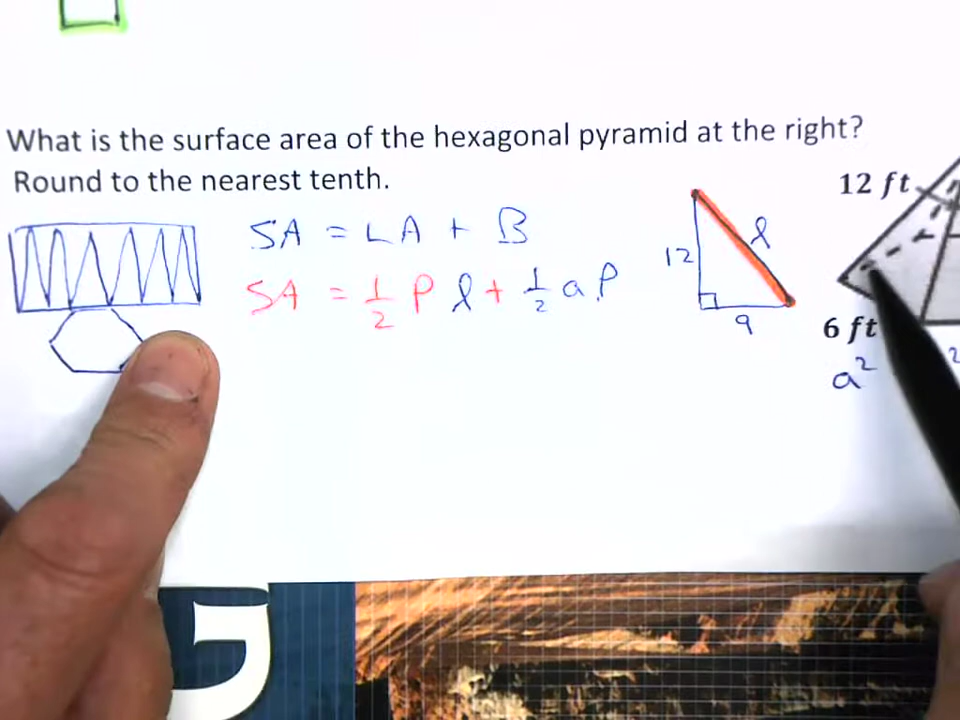 What is the surface area of the hexagonal pyramid at the right?
Round to the nearest tenth.
12 ft
SA = LA + B
SA = 1/2 P l + 1/2 a P
12
l
9
6 ft
a²
2